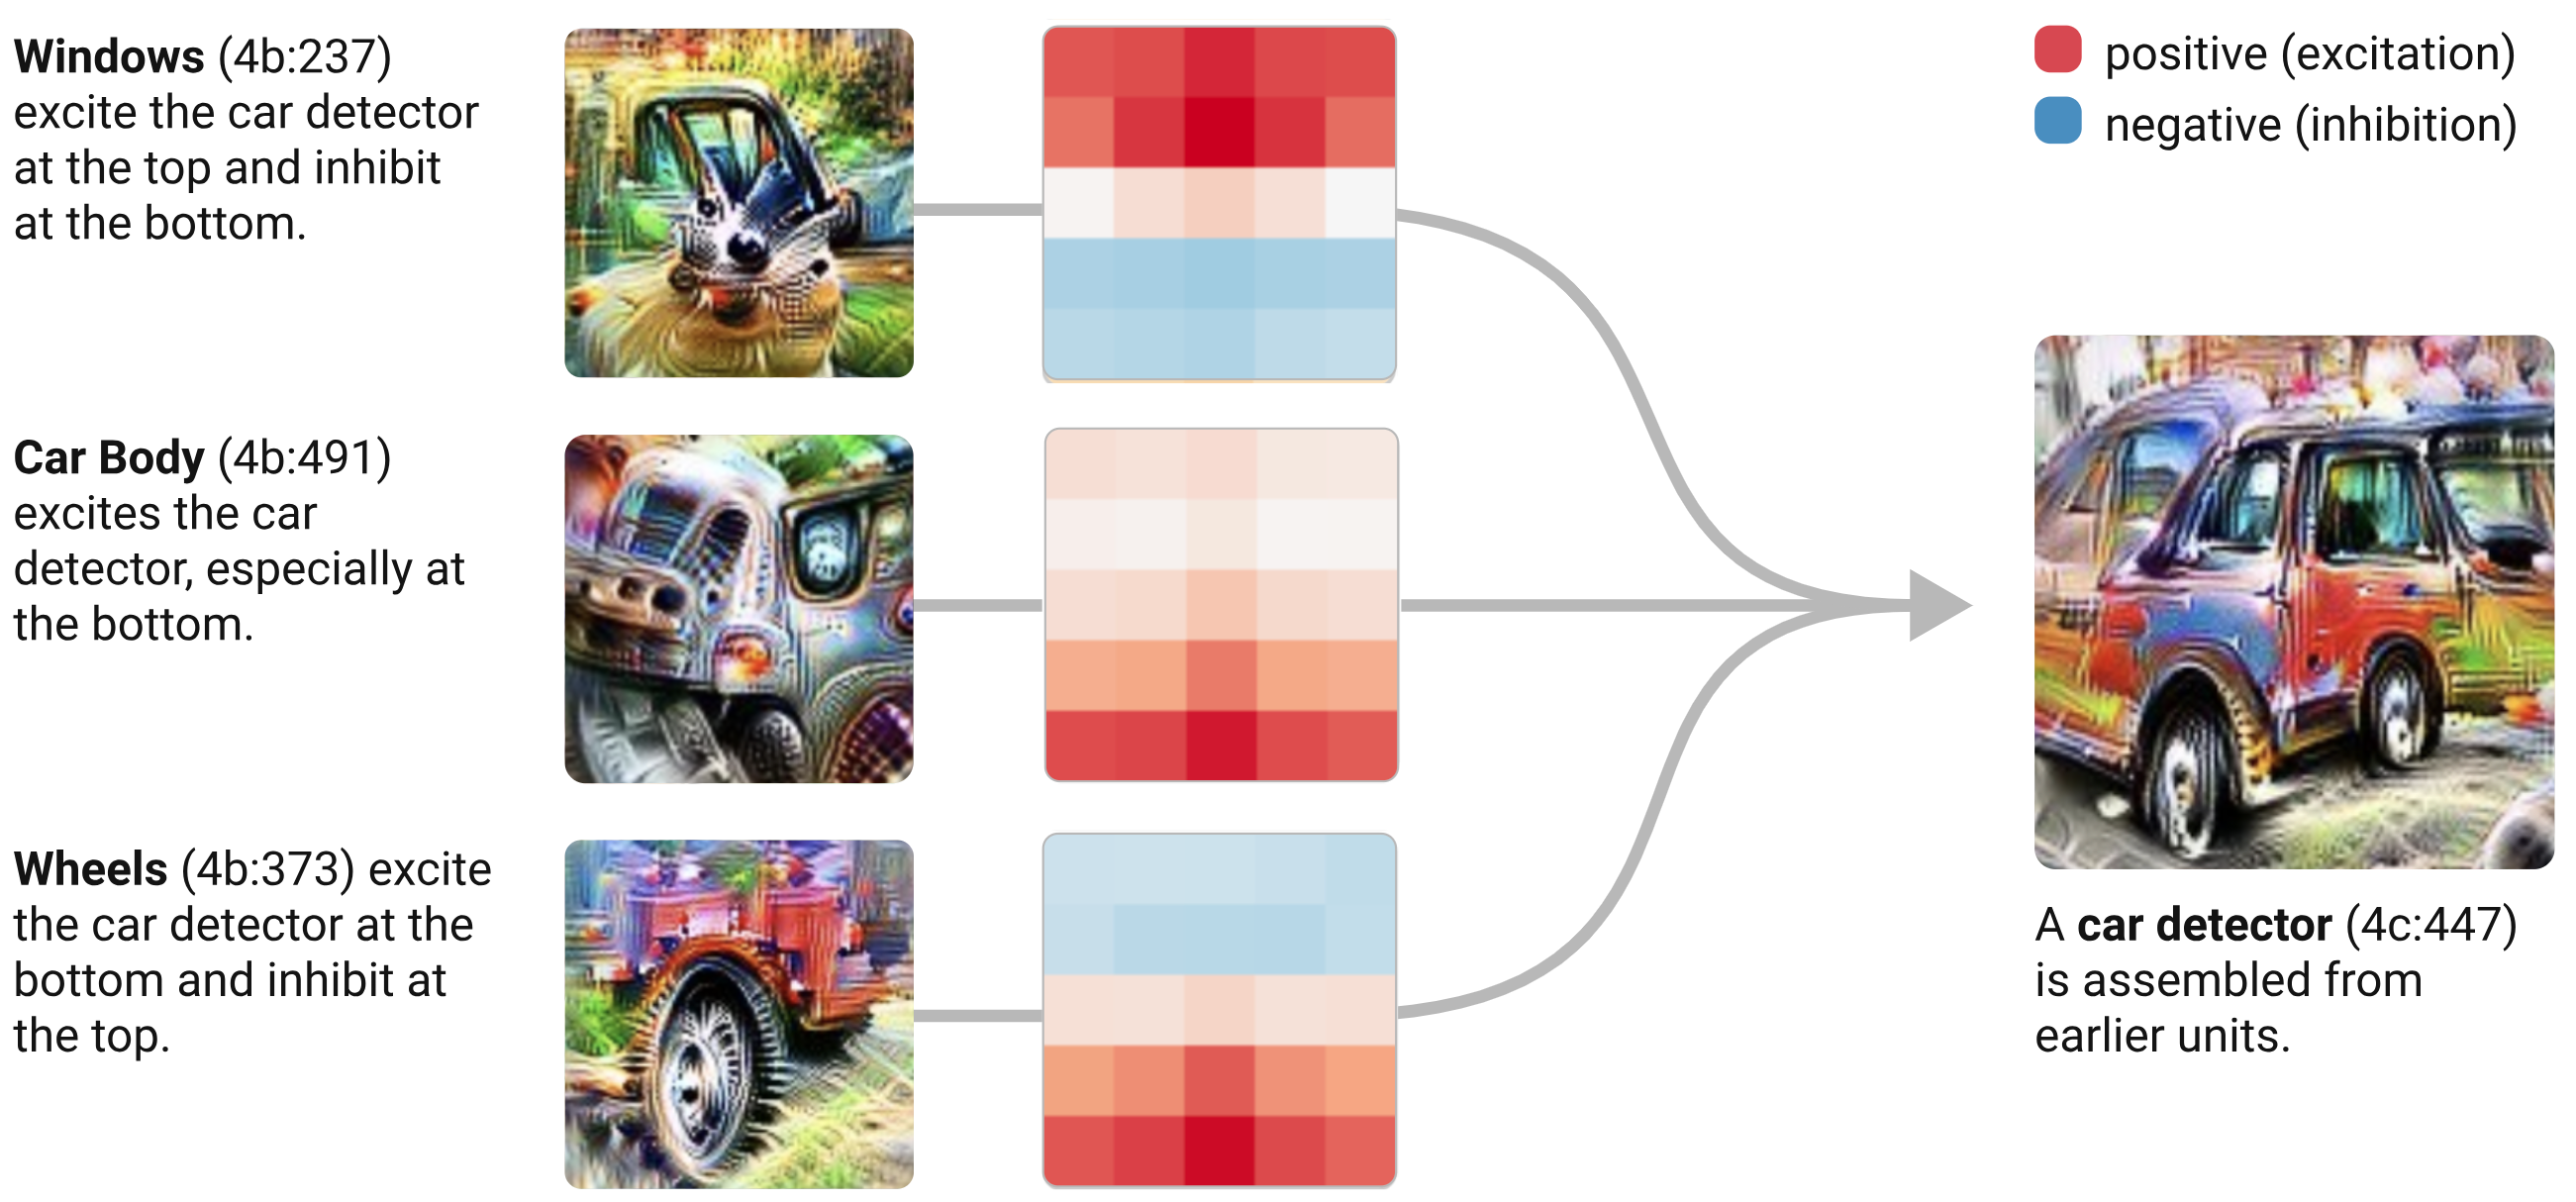 Windows (4b:237)
excite the car detector
at the top and inhibit
at the bottom.
Car Body (4b:491)
excites the car
detector, especially at
the bottom.
Wheels (4b:373) excite
the car detector at the
bottom and inhibit at
the top.
positive (excitation)
negative (inhibition)
A car detector (4c:447)
is assembled from
earlier units.